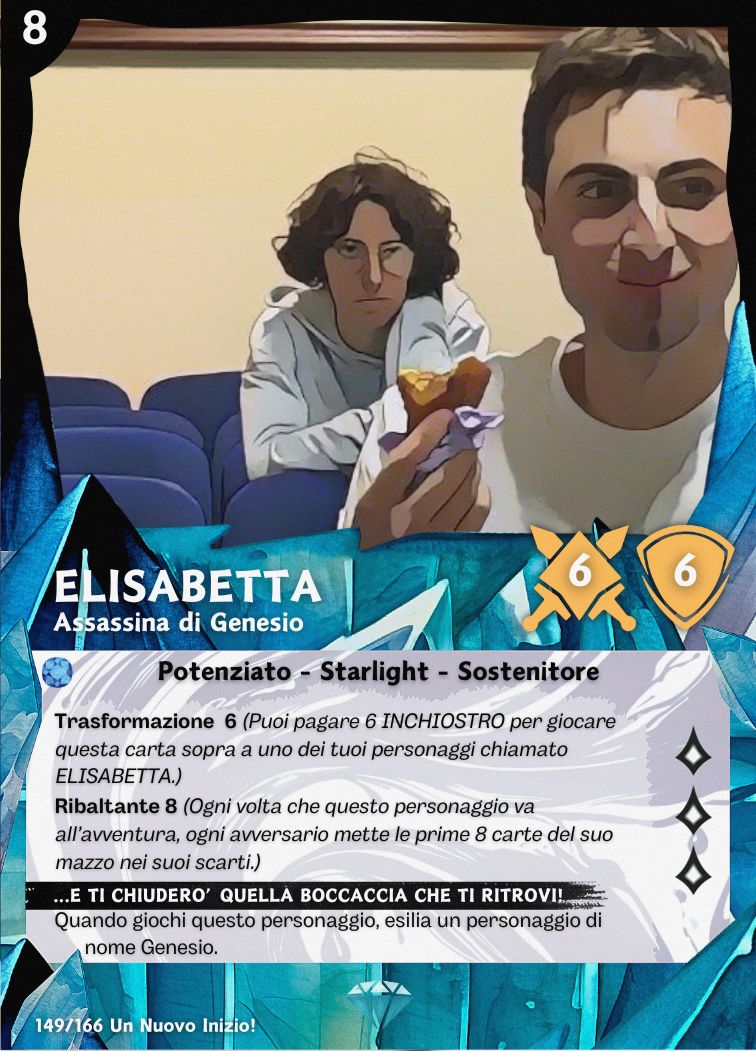 8
ELISABETTA
Assassina di Genesio
6
6
Potenziato - Starlight - Sostenitore
Trasformazione 6 (Puoi pagare 6 INCHIOSTRO per giocare
questa carta sopra a uno dei tuoi personaggi chiamato
ELISABETTA.)
Ribaltante 8 (Ogni volta che questo personaggio va
all'avventura, ogni avversario mette le prime 8 carte del suo
mazzo nei suoi scarti.)
...E TI CHIUDERO' QUELLA BOCCACCIA CHE TI RITROVI!
Quando giochi questo personaggio, esilia un personaggio di
nome Genesio.
149/166 Un Nuovo Inizio!